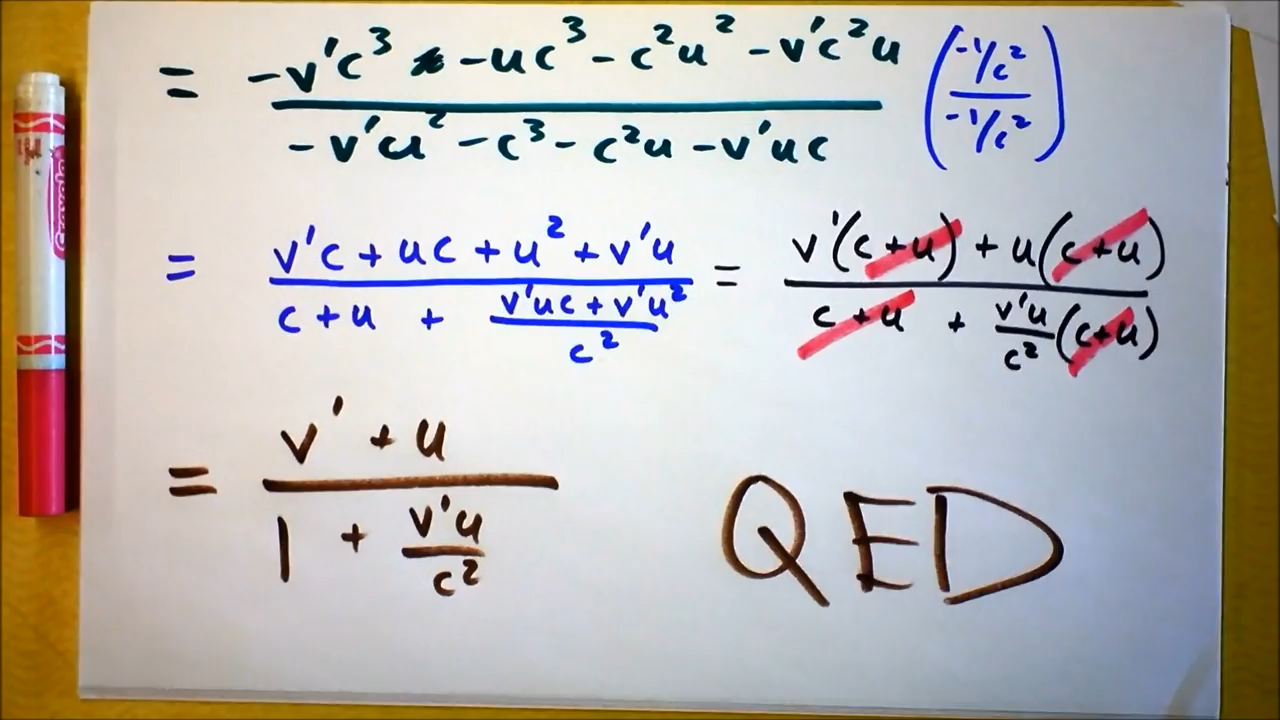 = (-v'c³ - uc³ - c²u² - v'c²u) / (-v'u² - c³ - c²u - v'uc) ((-1/c²) / (-1/c²))
= (v'c + uc + u² + v'u) / (c + u + (v'uc + v'u²) / c²) = (v'(c+u) + u(c+u)) / (c+u + (v'u / c²)(c+u))
= (v' + u) / (1 + v'u / c²)
QED
Crayola